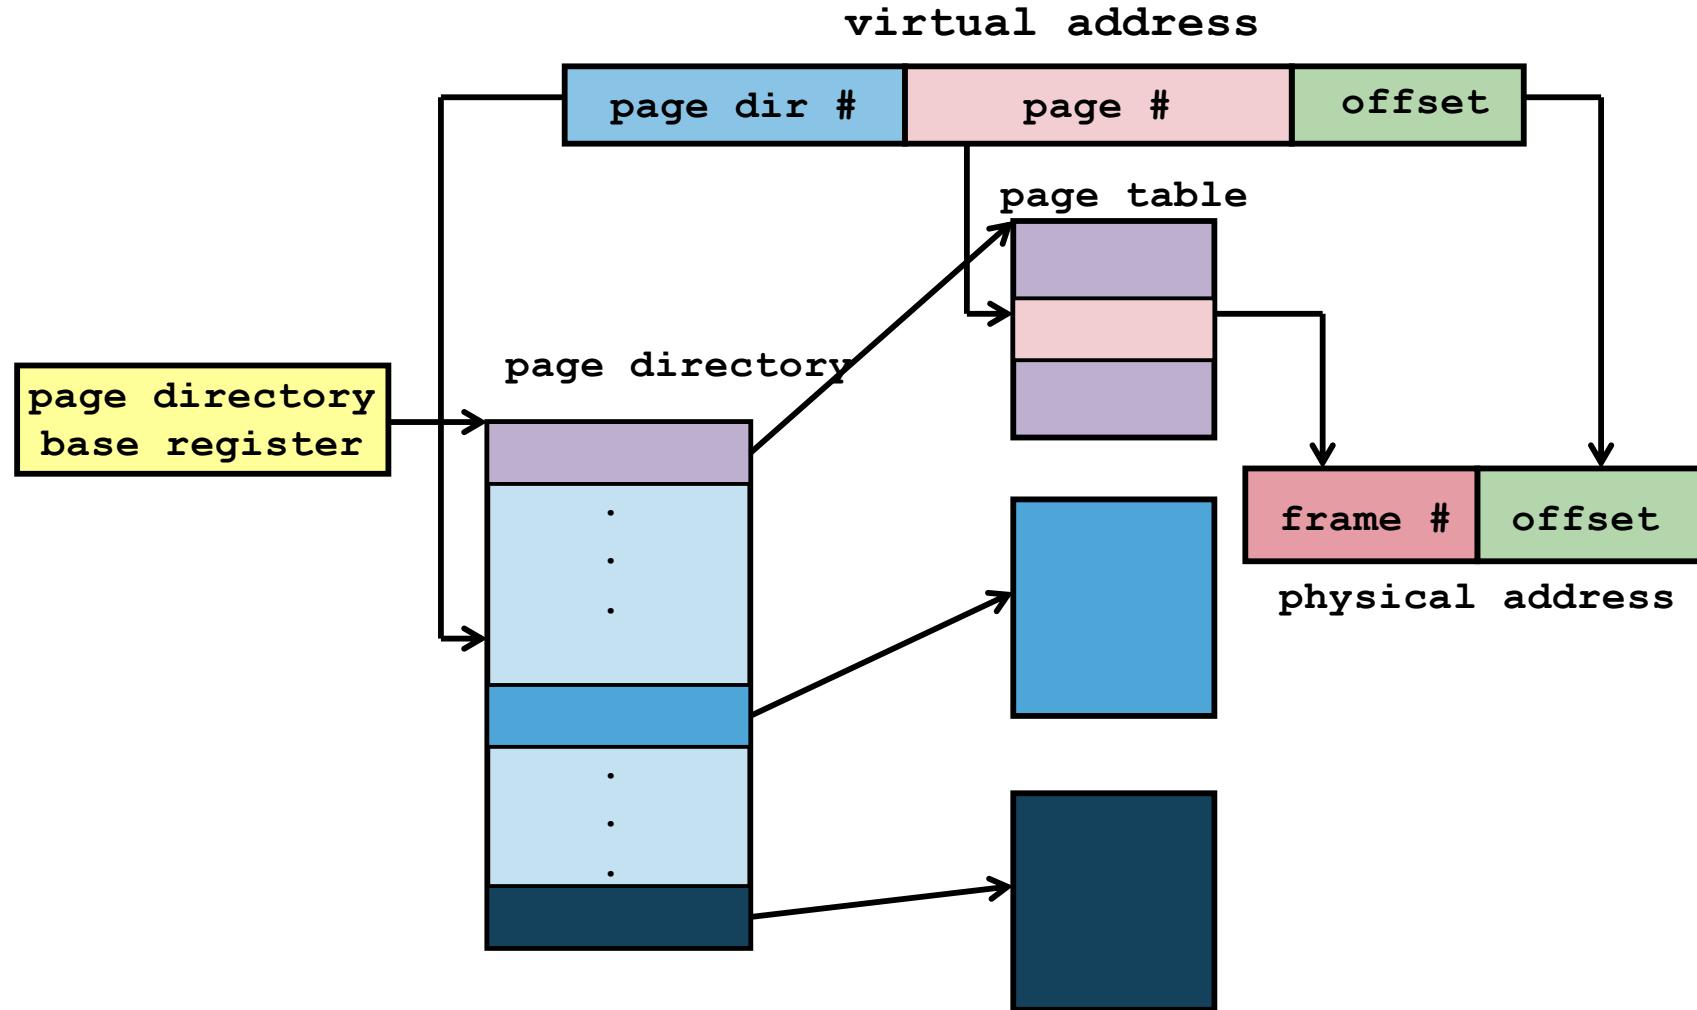 virtual address
page dir #
page #
offset
page table
page directory
page directory
base register
frame #
offset
physical address